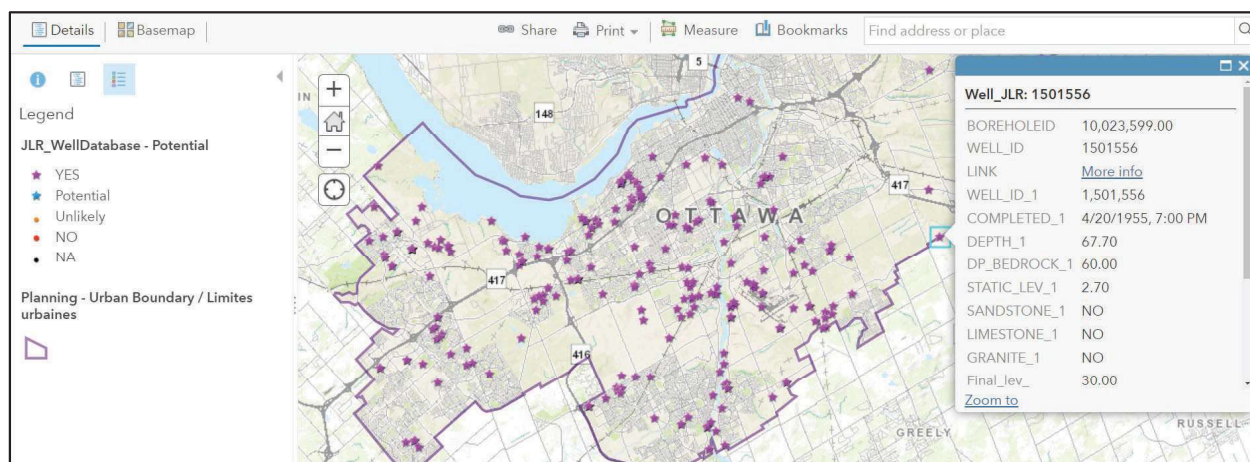 Details
Basemap
Share
Print
Measure
Bookmarks
Find address or place
Legend
JLR_WellDatabase - Potential
YES
Potential
Unlikely
NO
NA
Planning - Urban Boundary / Limites
urbaines
IN
5
148
417
OTTAWA
417
416
GREELY
RUSSELL
Well_JLR: 1501556
BOREHOLEID 10,023,599.00
WELL_ID 1501556
LINK More info
WELL_ID_1 1,501,556
COMPLETED_1 4/20/1955, 7:00 PM
DEPTH_1 67.70
DP_BEDROCK_1 60.00
STATIC_LEV_1 2.70
SANDSTONE_1 NO
LIMESTONE_1 NO
GRANITE_1 NO
Final_lev_ 30.00
Zoom to